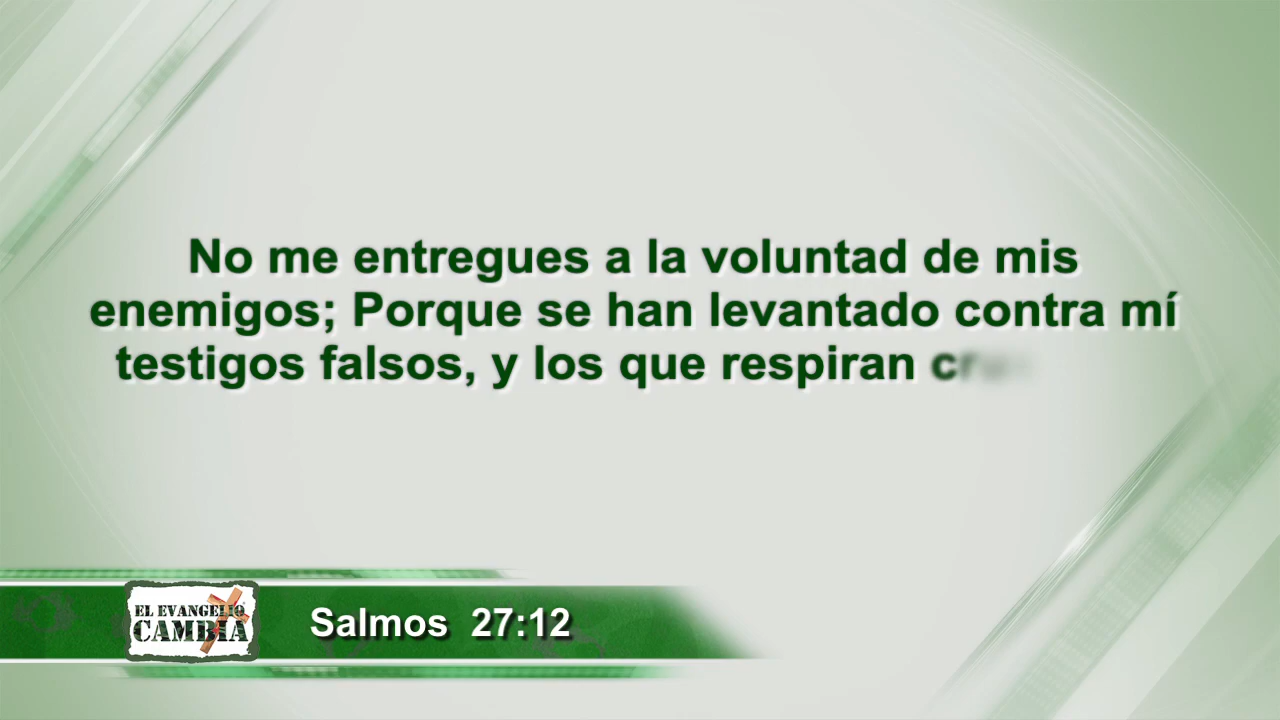 No me entregues a la voluntad de mis
enemigos; Porque se han levantado contra mí
testigos falsos, y los que respiran
EL EVANGELIO
CAMBIA
Salmos 27:12